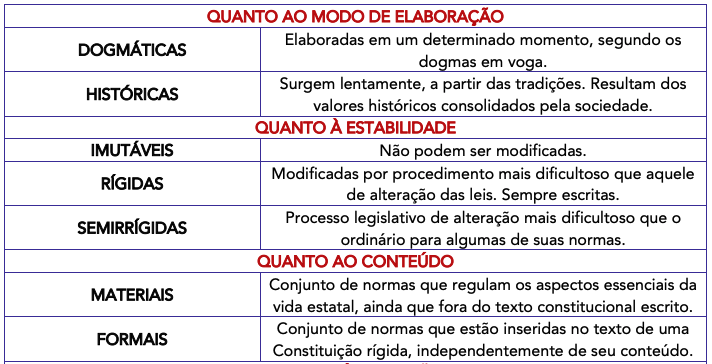 QUANTO AO MODO DE ELABORAÇÃO
DOGMÁTICAS
Elaboradas em um determinado momento, segundo os
dogmas em voga.
HISTÓRICAS
Surgem lentamente, a partir das tradições. Resultam dos
valores históricos consolidados pela sociedade.
QUANTO À ESTABILIDADE
IMUTÁVEIS
Não podem ser modificadas.
RÍGIDAS
Modificadas por procedimento mais dificultoso que aquele
de alteração das leis. Sempre escritas.
SEMIRRÍGIDAS
Processo legislativo de alteração mais dificultoso que o
ordinário para algumas de suas normas.
QUANTO AO CONTEÚDO
MATERIAIS
Conjunto de normas que regulam os aspectos essenciais da
vida estatal, ainda que fora do texto constitucional escrito.
FORMAIS
Conjunto de normas que estão inseridas no texto de uma
Constituição rígida, independentemente de seu conteúdo.